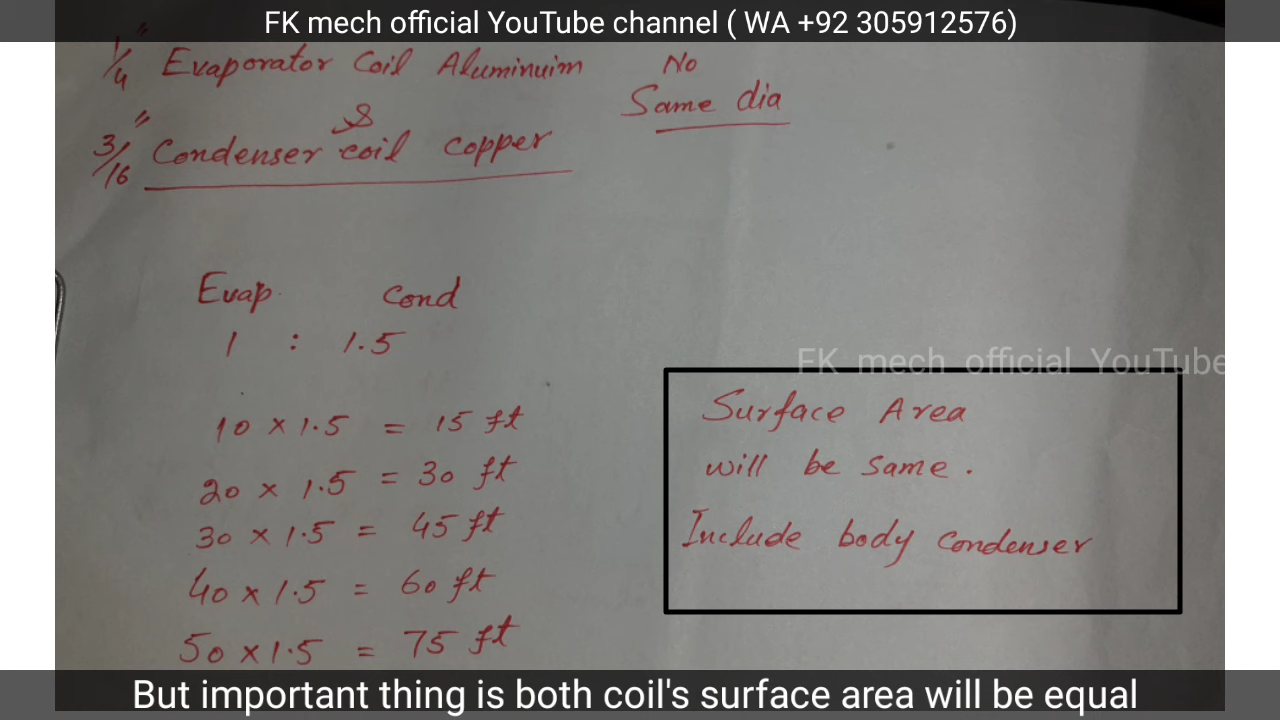 FK mech official YouTube channel ( WA +92 305912576)
1/4" Evaporator Coil Aluminuim No
Same dia
&
3/16" Condenser coil copper
Evap. Cond
1 : 1.5
FK mech official YouTube
10 x 1.5 = 15 ft
20 x 1.5 = 30 ft
30 x 1.5 = 45 ft
40 x 1.5 = 60 ft
50 x 1.5 = 75 ft
Surface Area
will be same.
Include body Condenser
But important thing is both coil's surface area will be equal